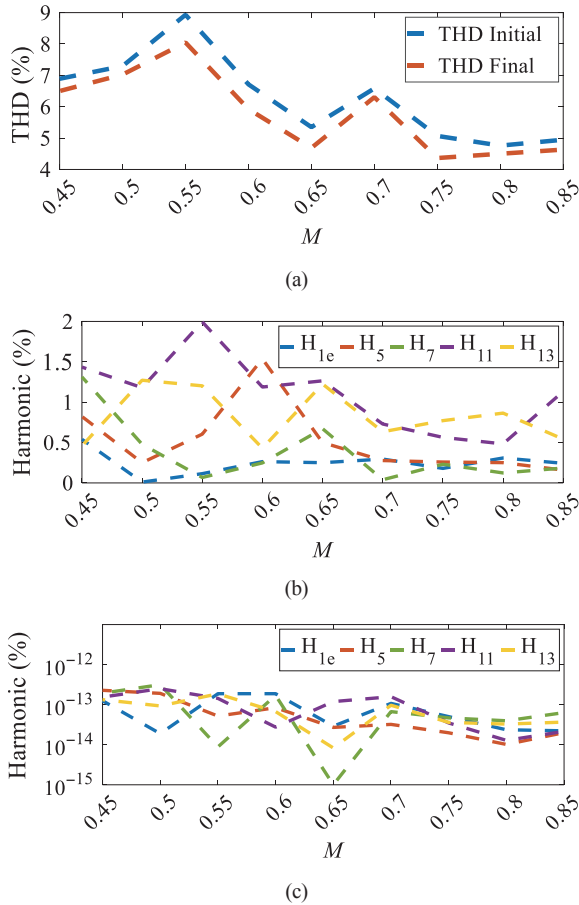 9
8
7
6
5
4
THD (%)
THD Initial
THD Final
0.45 0.5 0.55 0.6 0.65 0.7 0.75 0.8 0.85
M
(a)
2
1.5
1
0.5
0
Harmonic (%)
H1e H5 H7 H11 H13
0.45 0.5 0.55 0.6 0.65 0.7 0.75 0.8 0.85
M
(b)
10-12
10-13
10-14
10-15
Harmonic (%)
H1e H5 H7 H11 H13
0.45 0.5 0.55 0.6 0.65 0.7 0.75 0.8 0.85
M
(c)